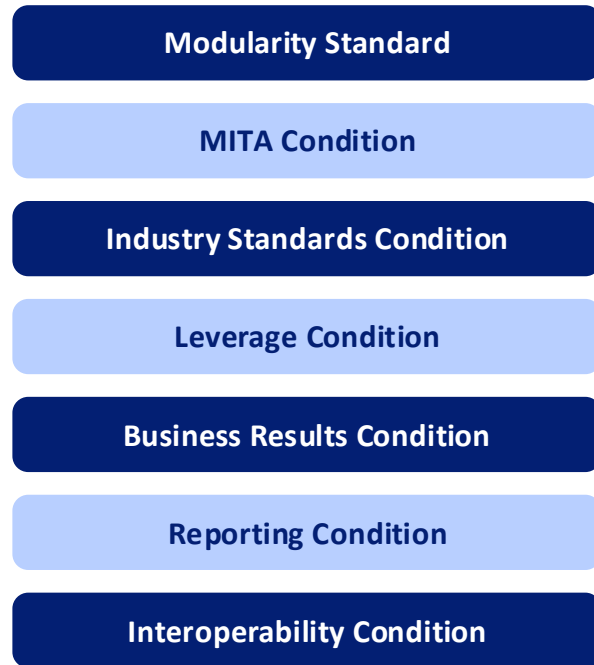 Modularity Standard
MITA Condition
Industry Standards Condition
Leverage Condition
Business Results Condition
Reporting Condition
Interoperability Condition